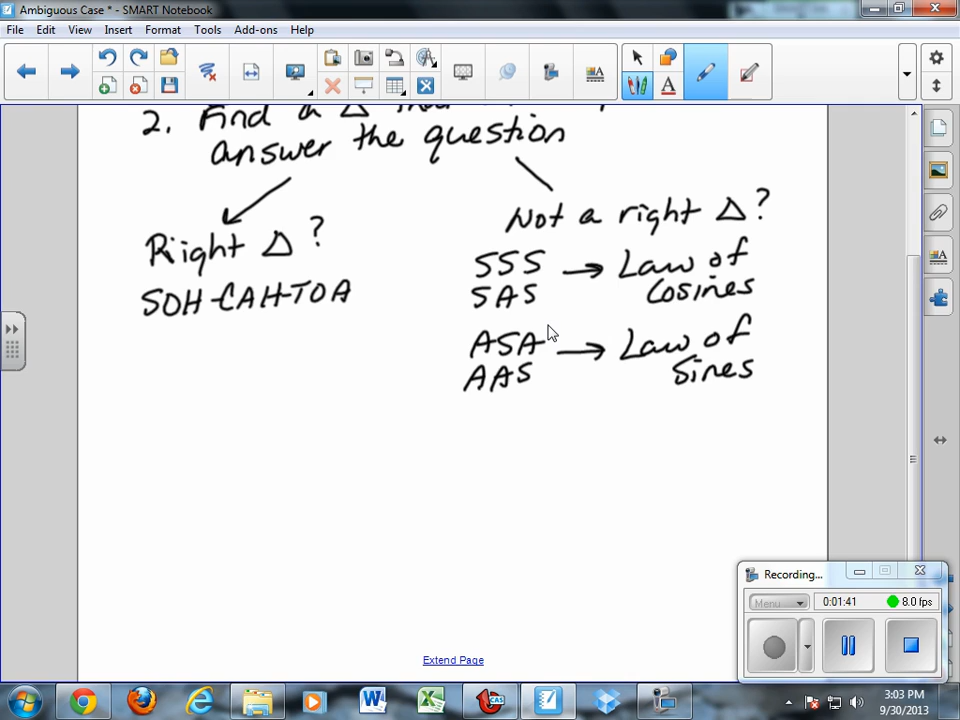 Ambiguous Case * - SMART Notebook
File Edit View Insert Format Tools Add-ons Help
2. Find a △
answer the question
Right △ ?
SOH-CAH-TOA
Not a right △ ?
SSS → Law of
SAS Cosines
ASA → Law of
AAS Sines
Extend Page
Recording...
Menu 0:01:41 8.0 fps
3:03 PM
9/30/2013